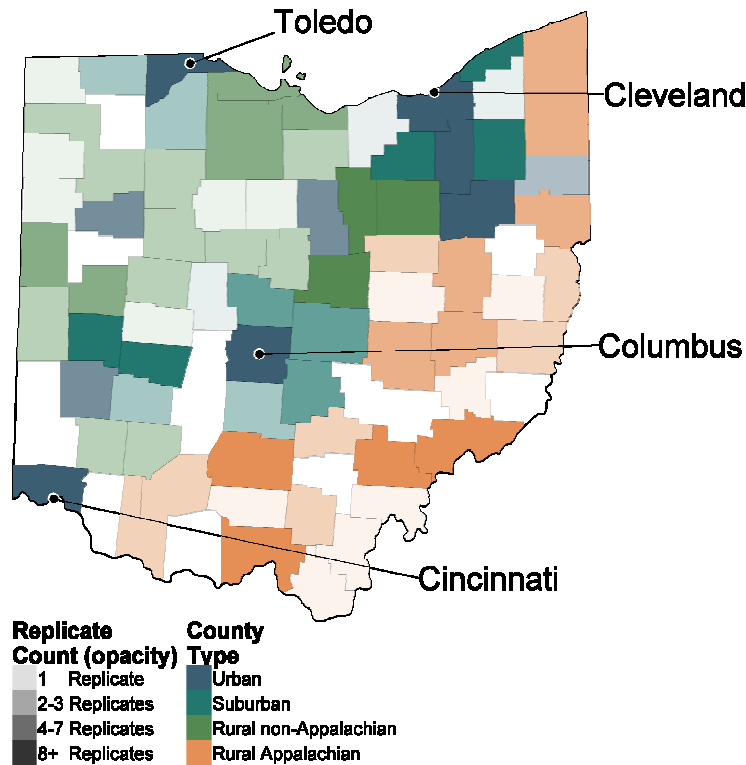 Toledo
Cleveland
Columbus
Cincinnati
Replicate County
Count (opacity) Type
1 Replicate Urban
2-3 Replicates Suburban
4-7 Replicates Rural non-Appalachian
8+ Replicates Rural Appalachian